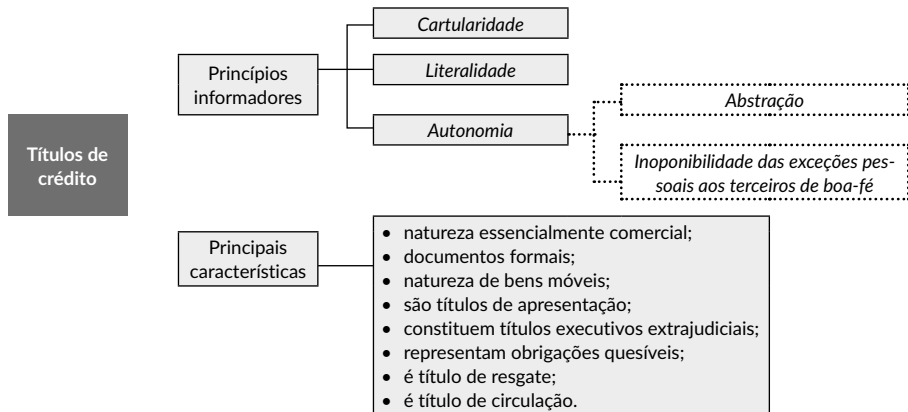 Títulos de
crédito
Princípios
informadores
Cartularidade
Literalidade
Autonomia
Abstração
Inoponibilidade das exceções pes-
soais aos terceiros de boa-fé
Principais
características
• natureza essencialmente comercial;
• documentos formais;
• natureza de bens móveis;
• são títulos de apresentação;
• constituem títulos executivos extrajudiciais;
• representam obrigações quesíveis;
• é título de resgate;
• é título de circulação.